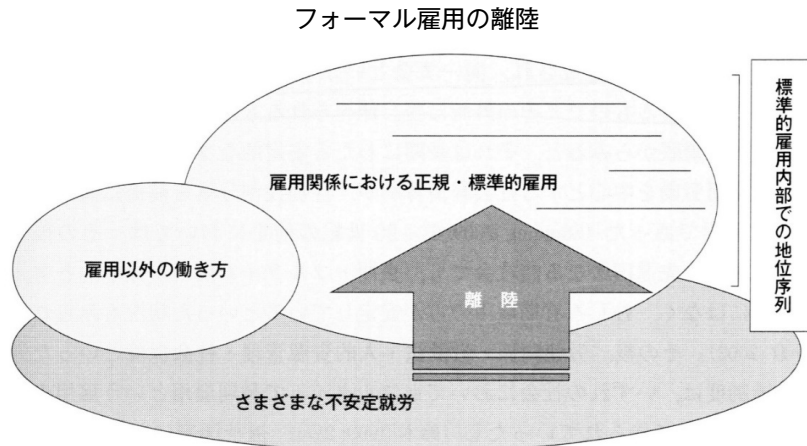 フォーマル雇用の離陸
標準的雇用内部での地位序列
雇用関係における正規・標準的雇用
雇用以外の働き方
離陸
さまざまな不安定就労